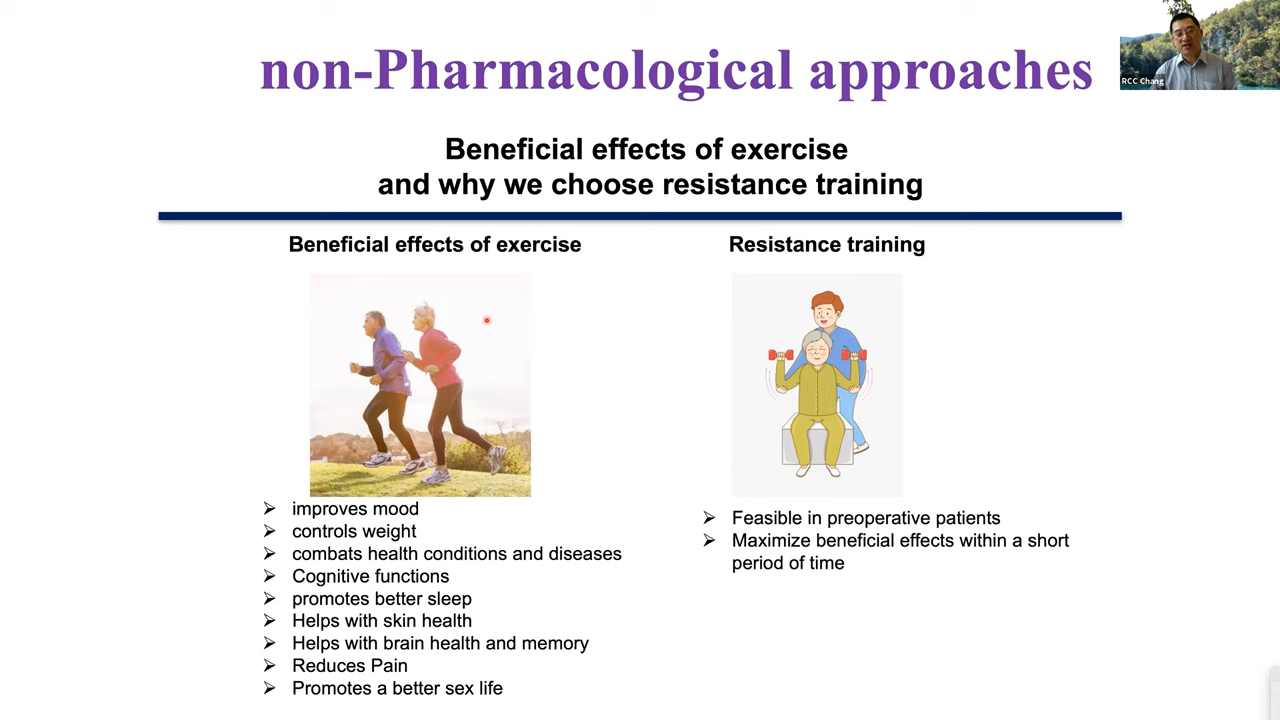 non-Pharmacological approaches
RCC Chang
Beneficial effects of exercise
and why we choose resistance training
Beneficial effects of exercise
improves mood
controls weight
combats health conditions and diseases
Cognitive functions
promotes better sleep
Helps with skin health
Helps with brain health and memory
Reduces Pain
Promotes a better sex life
Resistance training
Feasible in preoperative patients
Maximize beneficial effects within a short
period of time